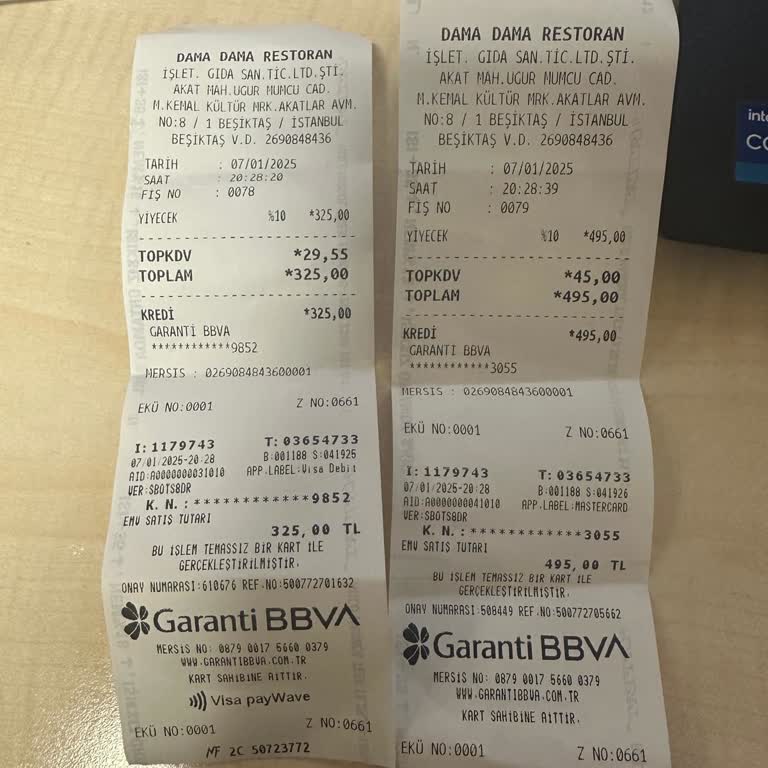 DAMA DAMA RESTORAN
İŞLET. GIDA SAN.TİC.LTD.ŞTİ.
AKAT MAH.UGUR MUMCU CAD.
M.KEMAL KÜLTÜR MRK.AKATLAR AVM.
NO:8 / 1 BEŞİKTAŞ / İSTANBUL
BEŞİKTAŞ V.D. 2690848436
TARİH : 07/01/2025
SAAT : 20:28:20
FİŞ NO : 0078
YİYECEK %10 *325,00
TOPKDV *29,55
TOPLAM *325,00
KREDİ *325,00
GARANTİ BBVA
************9852
MERSIS : 0269084843600001
EKÜ NO:0001 Z NO:0661
I: 1179743 T: 03654733
07/01/2025-20:28 B:001188 S:041925
AID:A0000000031010 APP.LABEL:Visa Debit
VER:SBOTS8DR
K. N.: ************9852
EMV SATIŞ TUTARI
325,00 TL
BU İSLEM TEMASSIZ BİR KART İLE
GERCEKLEŞTİRİLMİŞTİR.
ONAY NUMARASI:610676 REF.NO:500772701632
Garanti BBVA
MERSİS NO: 0879 0017 5660 0379
WWW.GARANTIBBVA.COM.TR
KART SAHİBİNE AİTTİR.
Visa payWave
EKÜ NO:0001 Z NO:0661
MF 2C 50723772
DAMA DAMA RESTORAN
İŞLET. GIDA SAN.TİC.LTD.ŞTİ.
AKAT MAH.UGUR MUMCU CAD.
M.KEMAL KÜLTÜR MRK.AKATLAR AVM.
NO:8 / 1 BEŞİKTAŞ / İSTANBUL
BEŞİKTAŞ V.D. 2690848436
TARİH : 07/01/2025
SAAT : 20:28:39
FİŞ NO : 0079
YİYECEK %10 *495,00
TOPKDV *45,00
TOPLAM *495,00
KREDİ *495,00
GARANTİ BBVA
************3055
MERSIS : 0269084843600001
EKÜ NO:0001 Z NO:0661
I: 1179743 T: 03654733
07/01/2025-20:28 B:001188 S:041926
AID:A0000000041010 APP.LABEL:MASTERCARD
VER:SBOTS8DR
K. N.: ************3055
EMV SATIŞ TUTARI
495,00 TL
BU İSLEM TEMASSIZ BİR KART İLE
GERCEKLEŞTİRİLMİŞTİR.
ONAY NUMARASI:508449 REF.NO:500772705662
Garanti BBVA
MERSİS NO: 0879 0017 5660 0379
WWW.GARANTIBBVA.COM.TR
KART SAHİBİNE AİTTİR.
EKÜ NO:0001 Z NO:0661